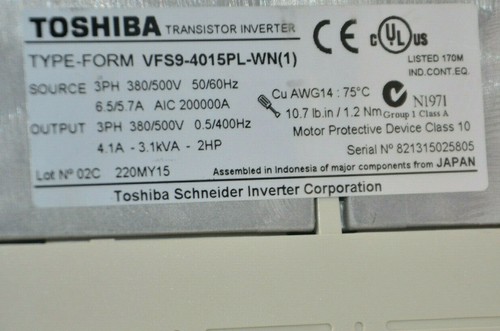 TOSHIBA TRANSISTOR INVERTER CE c UL us
TYPE-FORM VFS9-4015PL-WN(1) LISTED 170M
IND.CONT.EQ.
SOURCE 3PH 380/500V 50/60Hz Cu AWG14 : 75°C
6.5/5.7A AIC 200000A 10.7 lb.in / 1.2 Nm N1971
Group 1 Class A
OUTPUT 3PH 380/500V 0.5/400Hz Motor Protective Device Class 10
4.1A - 3.1kVA - 2HP Serial Nº 821315025805
Lot Nº 02C 220MY15 Assembled in Indonesia of major components from JAPAN
Toshiba Schneider Inverter Corporation